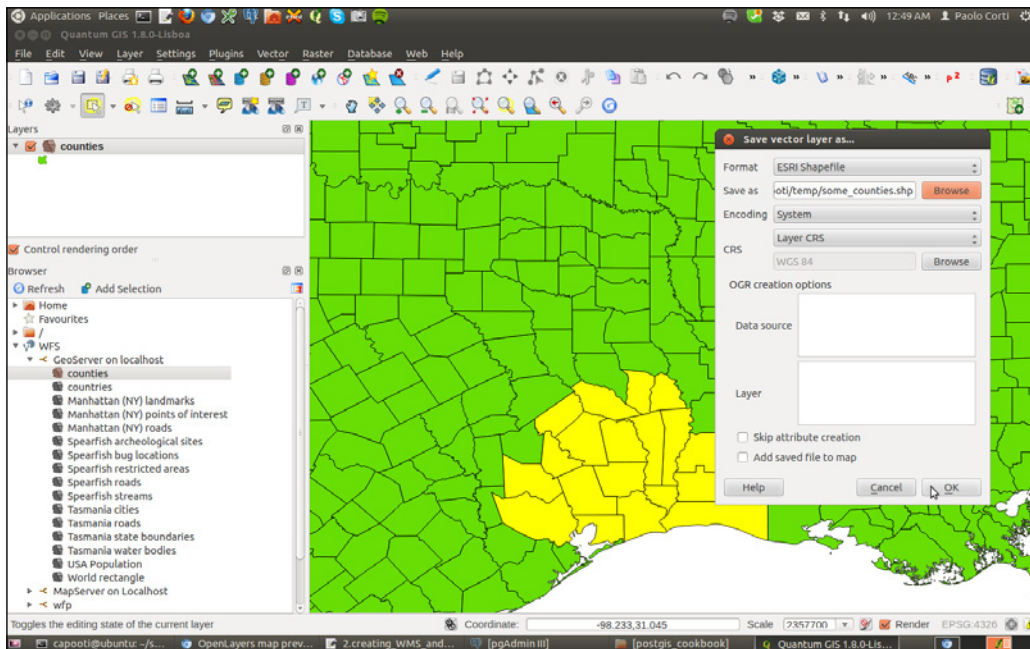 Applications Places 12:49 AM Paolo Corti
Quantum GIS 1.8.0-Lisboa
File Edit View Layer Settings Plugins Vector Raster Database Web Help
Layers
counties
Control rendering order
Browser
Refresh Add Selection
Home
Favourites
/
WFS
GeoServer on localhost
counties
countries
Manhattan (NY) landmarks
Manhattan (NY) points of interest
Manhattan (NY) roads
Spearfish archeological sites
Spearfish bug locations
Spearfish restricted areas
Spearfish roads
Spearfish streams
Tasmania cities
Tasmania roads
Tasmania state boundaries
Tasmania water bodies
USA Population
World rectangle
MapServer on Localhost
wfp
Save vector layer as...
Format ESRI Shapefile
Save as oti/temp/some_counties.shp Browse
Encoding System
CRS Layer CRS
WGS 84 Browse
OGR creation options
Data source
Layer
Skip attribute creation
Add saved file to map
Help Cancel OK
Toggles the editing state of the current layer Coordinate: -98.233,31.045 Scale 2357700 Render EPSG:4326
capooti@ubuntu: ~/s... OpenLayers map prev... 2.creating_WMS_and... [pgAdmin III] [postgis_cookbook] Quantum GIS 1.8.0-Lis...